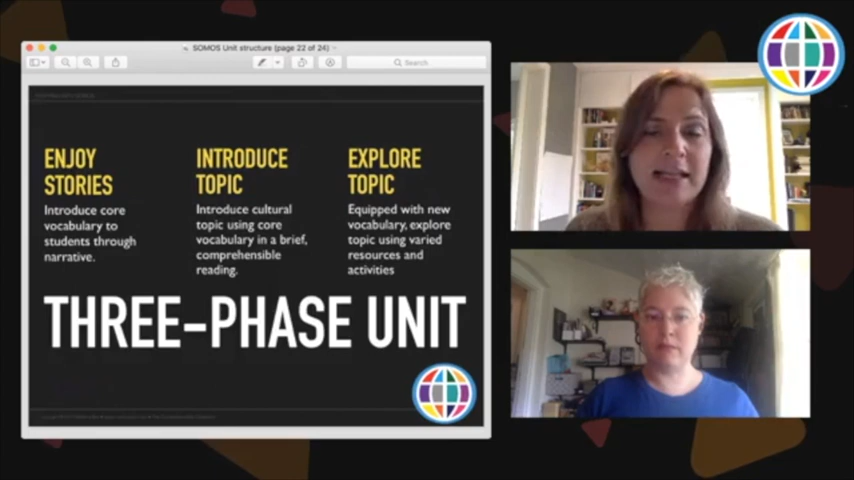 SOMOS Unit structure (page 22 of 24)
Search
ENJOY
STORIES
Introduce core
vocabulary to
students through
narrative.
INTRODUCE
TOPIC
Introduce cultural
topic using core
vocabulary in a brief,
comprehensible
reading.
EXPLORE
TOPIC
Equipped with new
vocabulary, explore
topic using varied
resources and
activities
THREE-PHASE UNIT